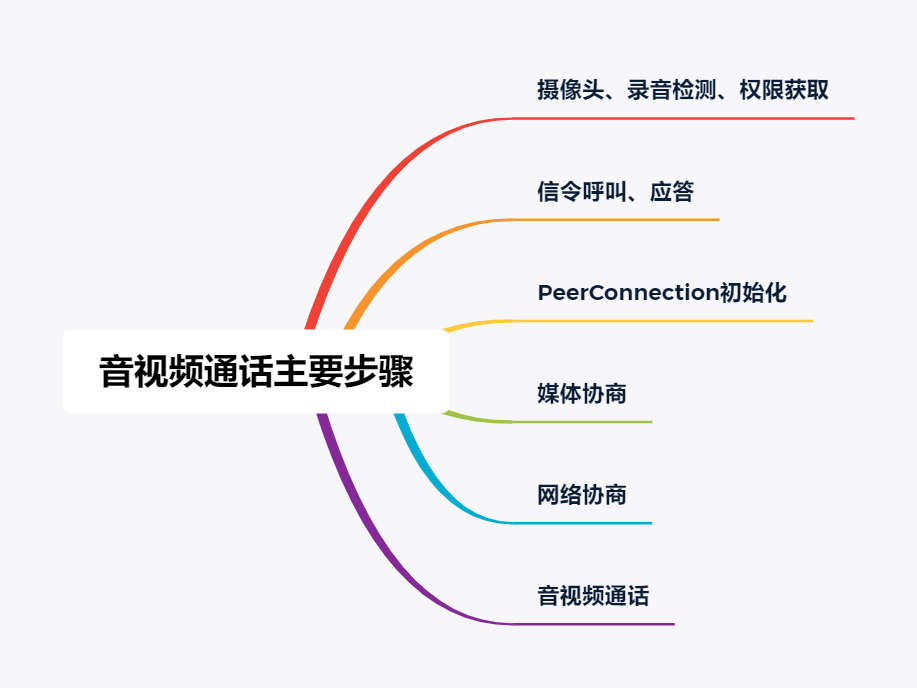 摄像头、录音检测、权限获取
信令呼叫、应答
PeerConnection初始化
音视频通话主要步骤
媒体协商
网络协商
音视频通话